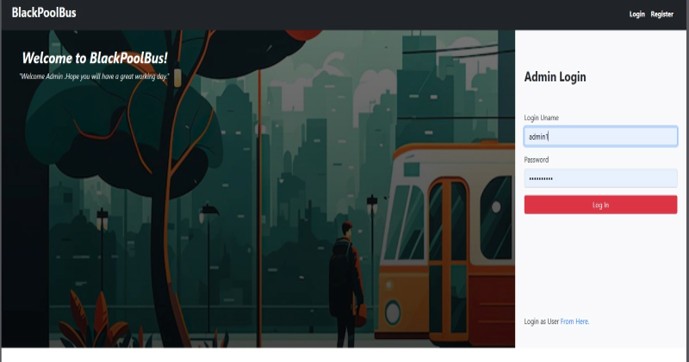 BlackPoolBus
Login Register
Welcome to BlackPoolBus!
"Welcome Admin .Hope you will have a great working day."
Admin Login
Login Uname
admin1
Password
••••••••••
Log In
Login as User From Here.